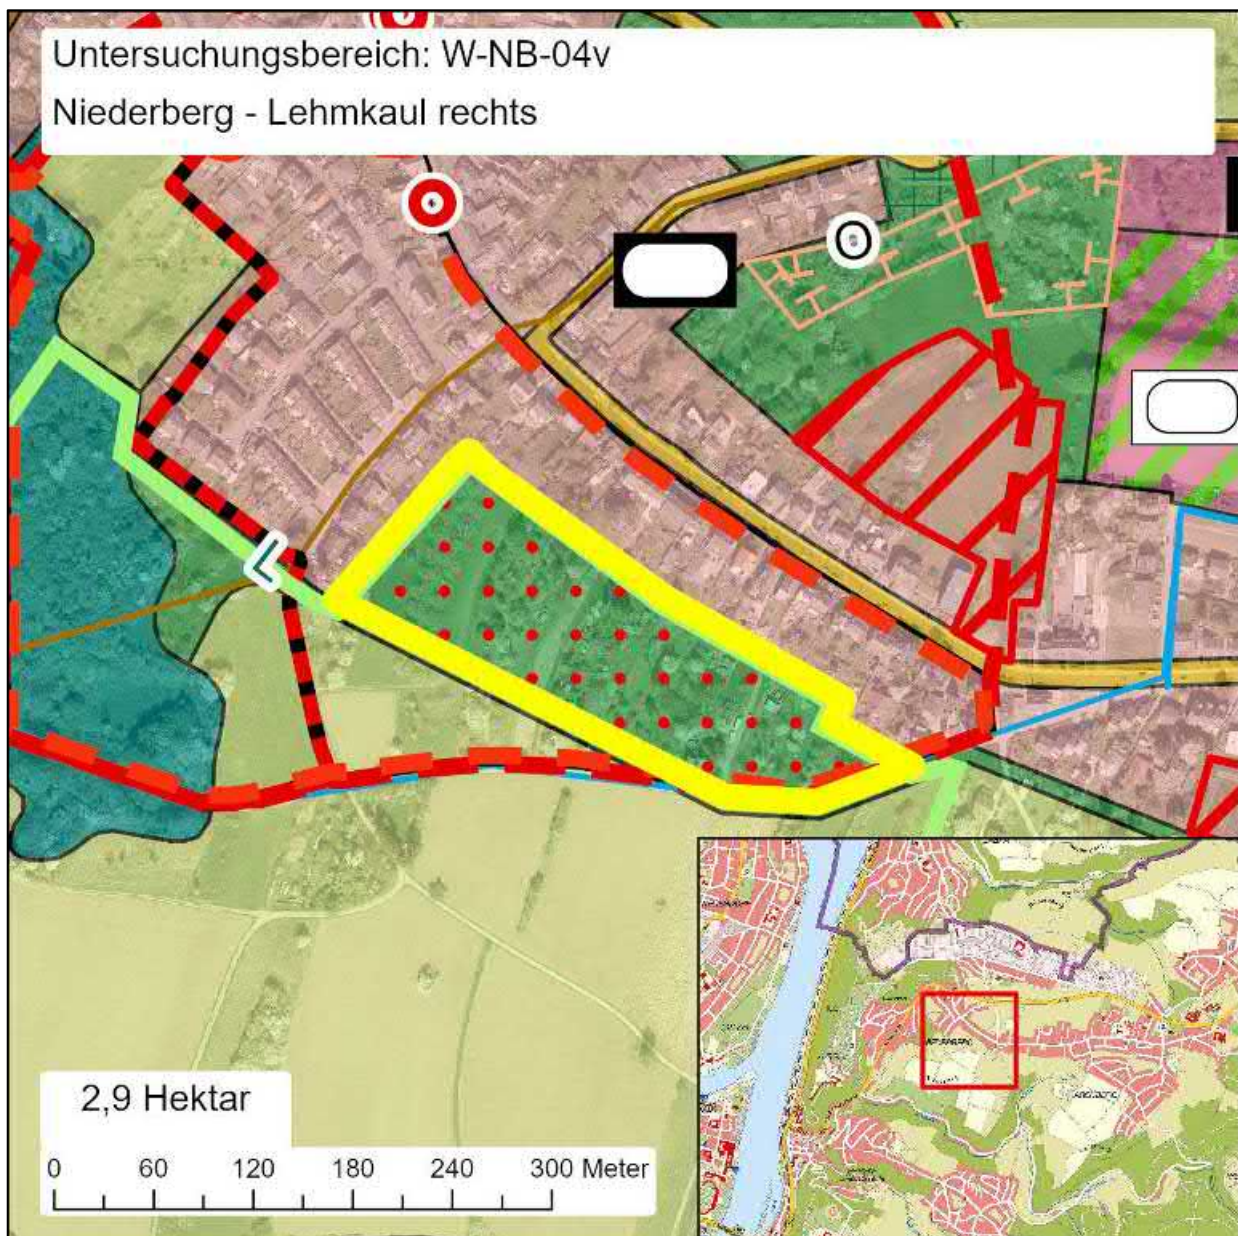 Untersuchungsbereich: W-NB-04v
Niederberg - Lehmkaul rechts
2,9 Hektar
0 60 120 180 240 300 Meter